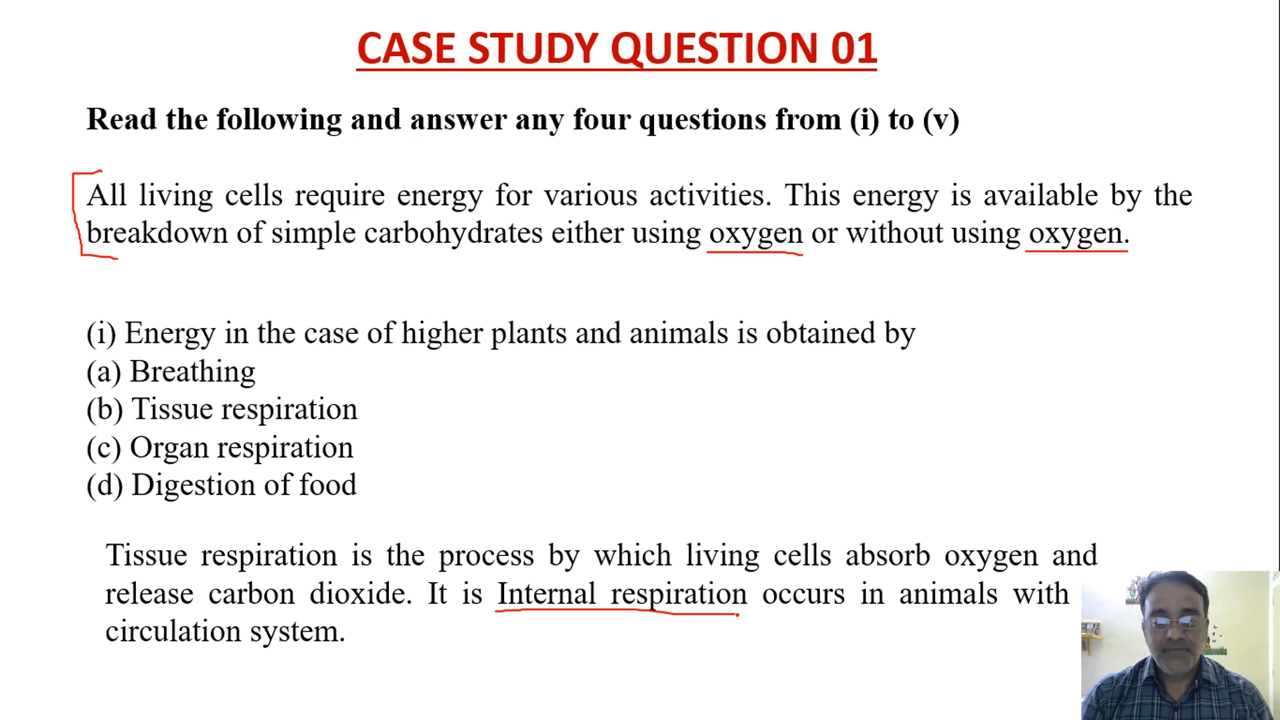 CASE STUDY QUESTION 01
Read the following and answer any four questions from (i) to (v)
All living cells require energy for various activities. This energy is available by the
breakdown of simple carbohydrates either using oxygen or without using oxygen.
(i) Energy in the case of higher plants and animals is obtained by
(a) Breathing
(b) Tissue respiration
(c) Organ respiration
(d) Digestion of food
Tissue respiration is the process by which living cells absorb oxygen and
release carbon dioxide. It is Internal respiration occurs in animals with
circulation system.